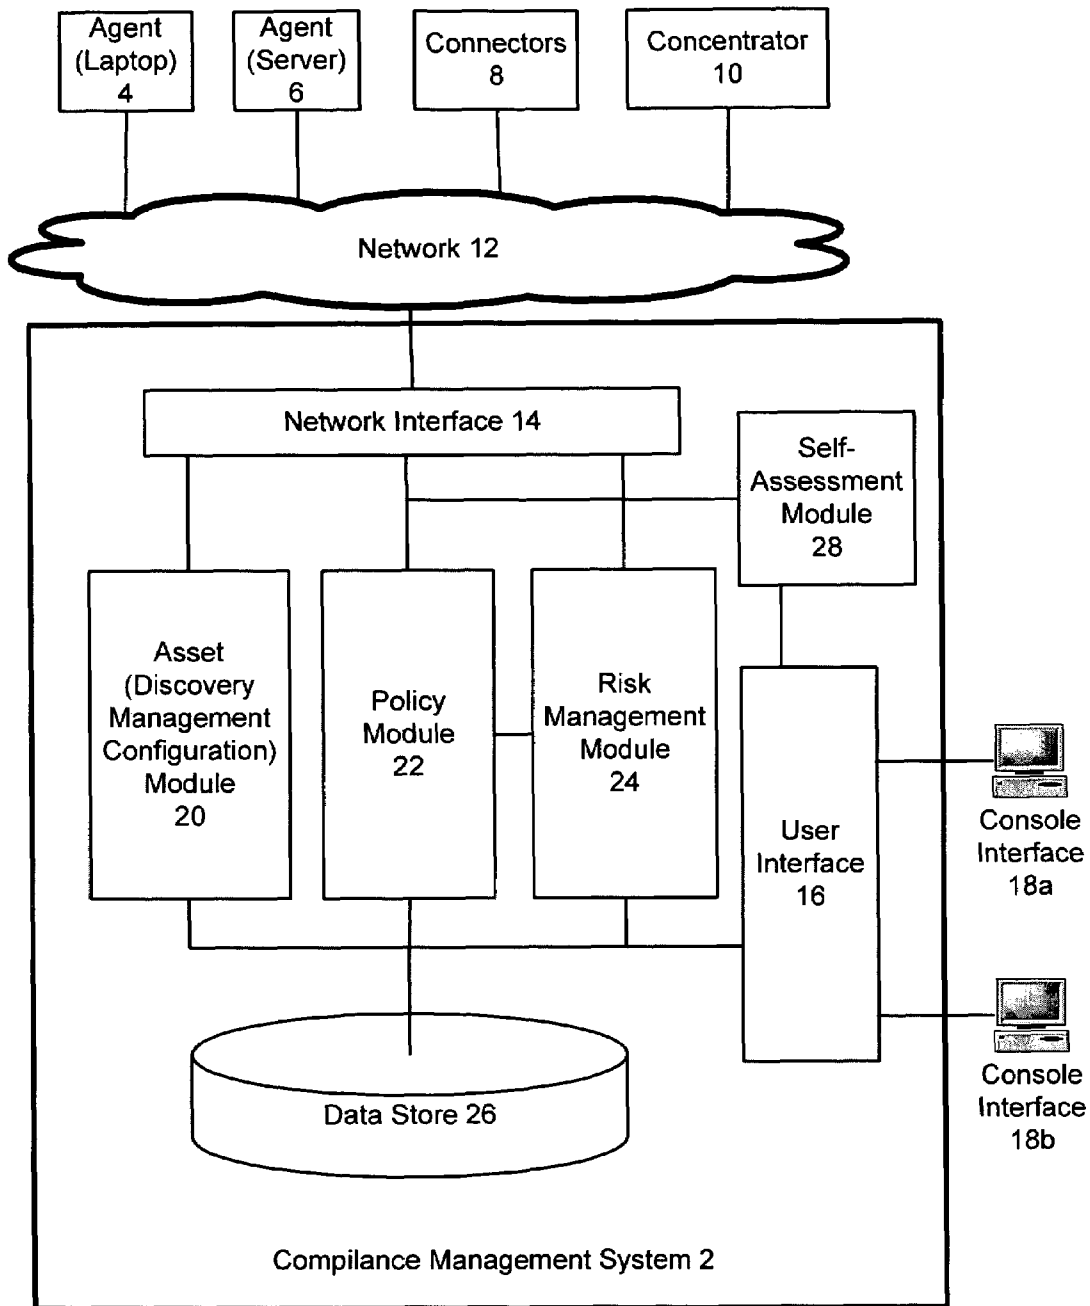 Agent
(Laptop)
4
Agent
(Server)
6
Connectors
8
Concentrator
10
Network 12
Network Interface 14
Self-
Assessment
Module
28
Asset
(Discovery
Management
Configuration)
Module
20
Policy
Module
22
Risk
Management
Module
24
User
Interface
16
Console
Interface
18a
Console
Interface
18b
Data Store 26
Compilance Management System 2